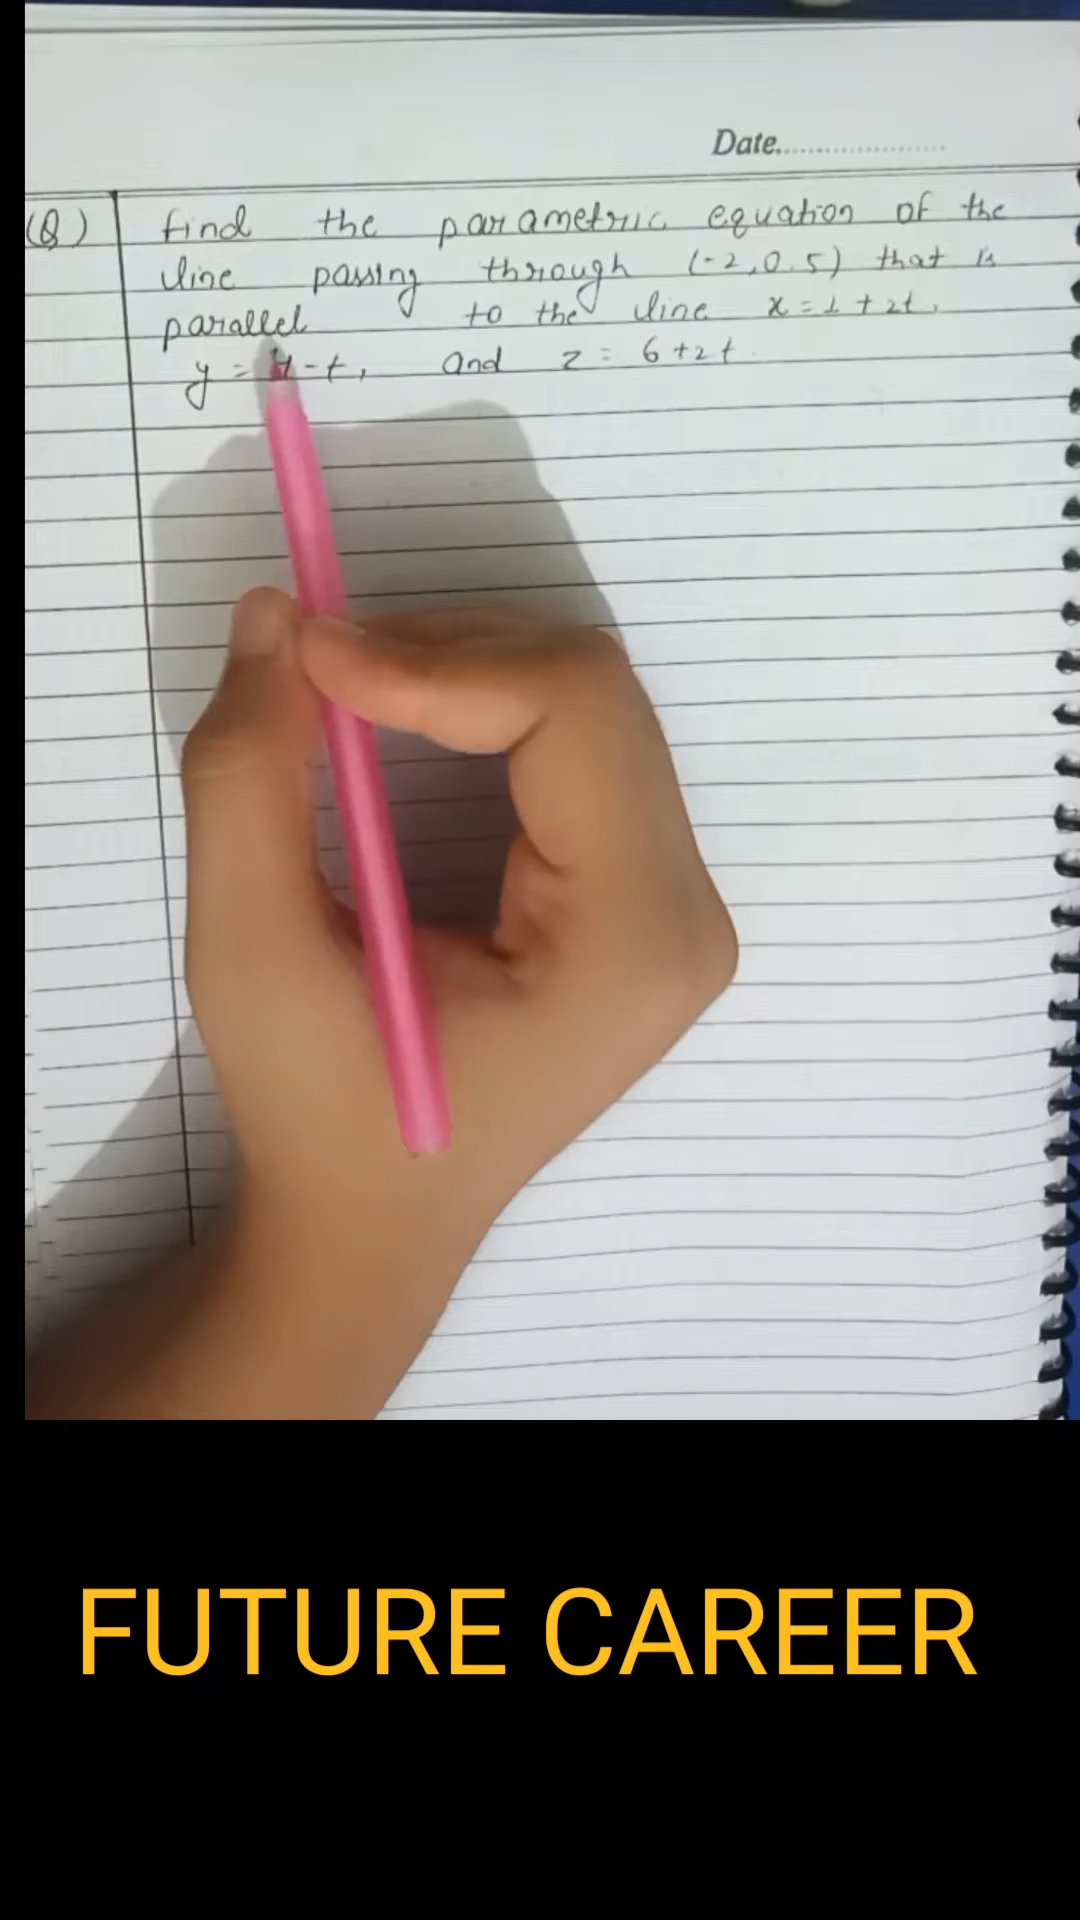 Date....................
(Q) find the parametric equation of the
line passing through (-2,0.5) that is
parallel to the line x=1+2t,
y = 4-t, and z = 6+2t.
FUTURE CAREER